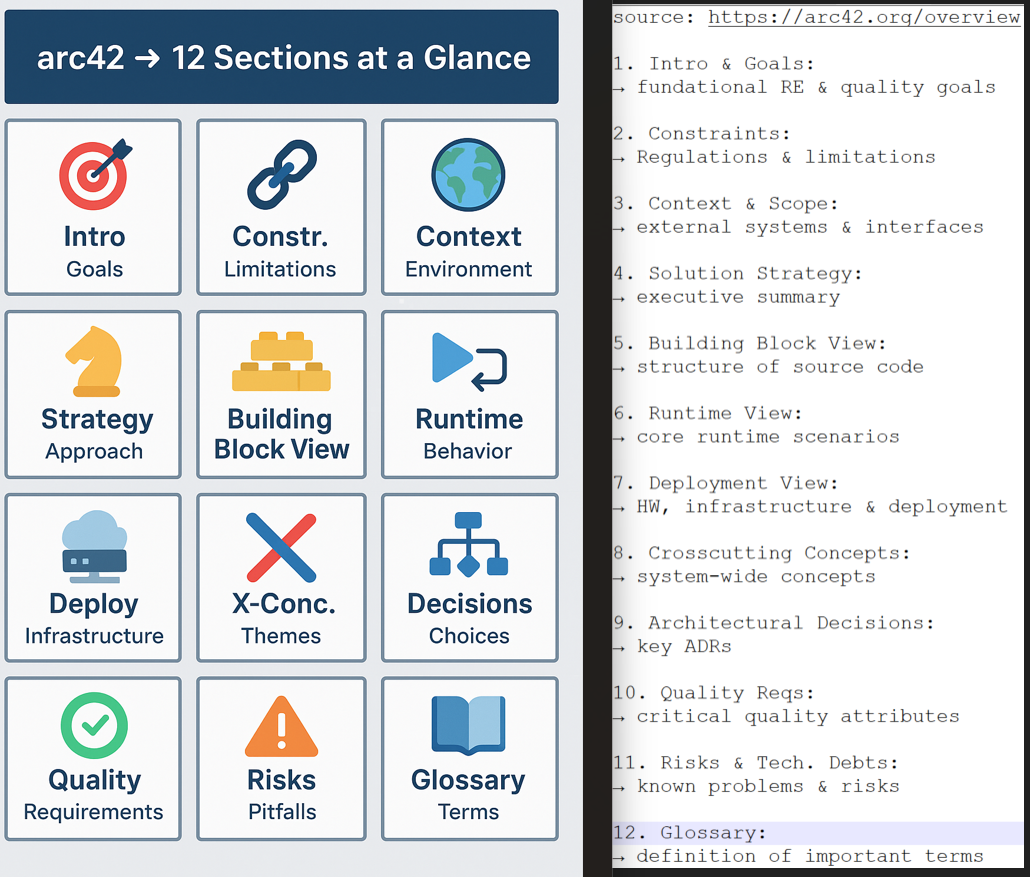 arc42 → 12 Sections at a Glance
Intro
Goals
Constr.
Limitations
Context
Environment
Strategy
Approach
Building
Block View
Runtime
Behavior
Deploy
Infrastructure
X-Conc.
Themes
Decisions
Choices
Quality
Requirements
Risks
Pitfalls
Glossary
Terms
source: https://arc42.org/overview
1. Intro & Goals:
→ fundational RE & quality goals
2. Constraints:
→ Regulations & limitations
3. Context & Scope:
→ external systems & interfaces
4. Solution Strategy:
→ executive summary
5. Building Block View:
→ structure of source code
6. Runtime View:
→ core runtime scenarios
7. Deployment View:
→ HW, infrastructure & deployment
8. Crosscutting Concepts:
→ system-wide concepts
9. Architectural Decisions:
→ key ADRs
10. Quality Reqs:
→ critical quality attributes
11. Risks & Tech. Debts:
→ known problems & risks
12. Glossary:
→ definition of important terms